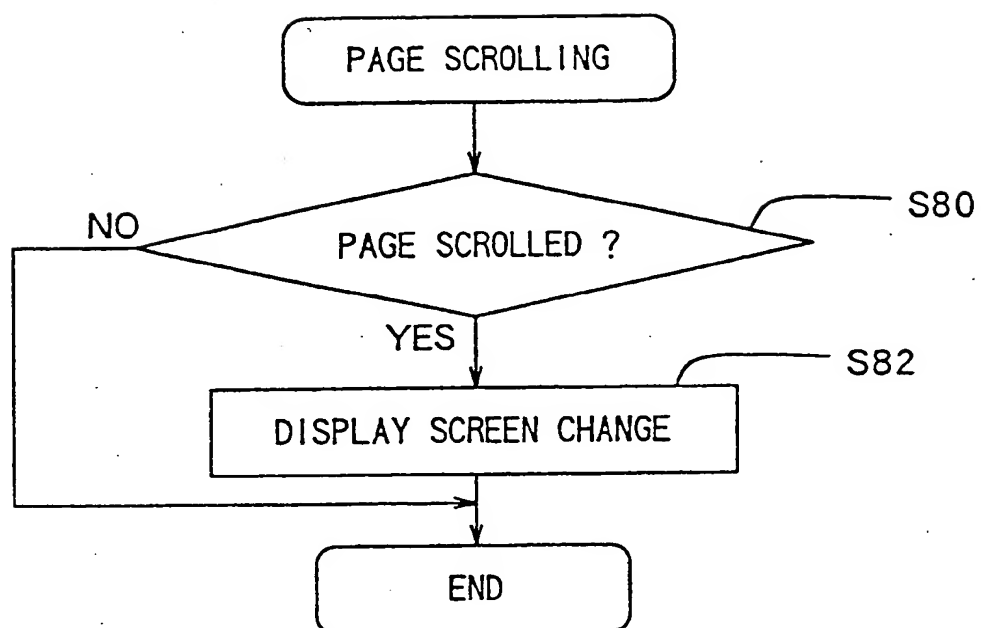 PAGE SCROLLING
S80
NO
PAGE SCROLLED ?
YES
S82
DISPLAY SCREEN CHANGE
END